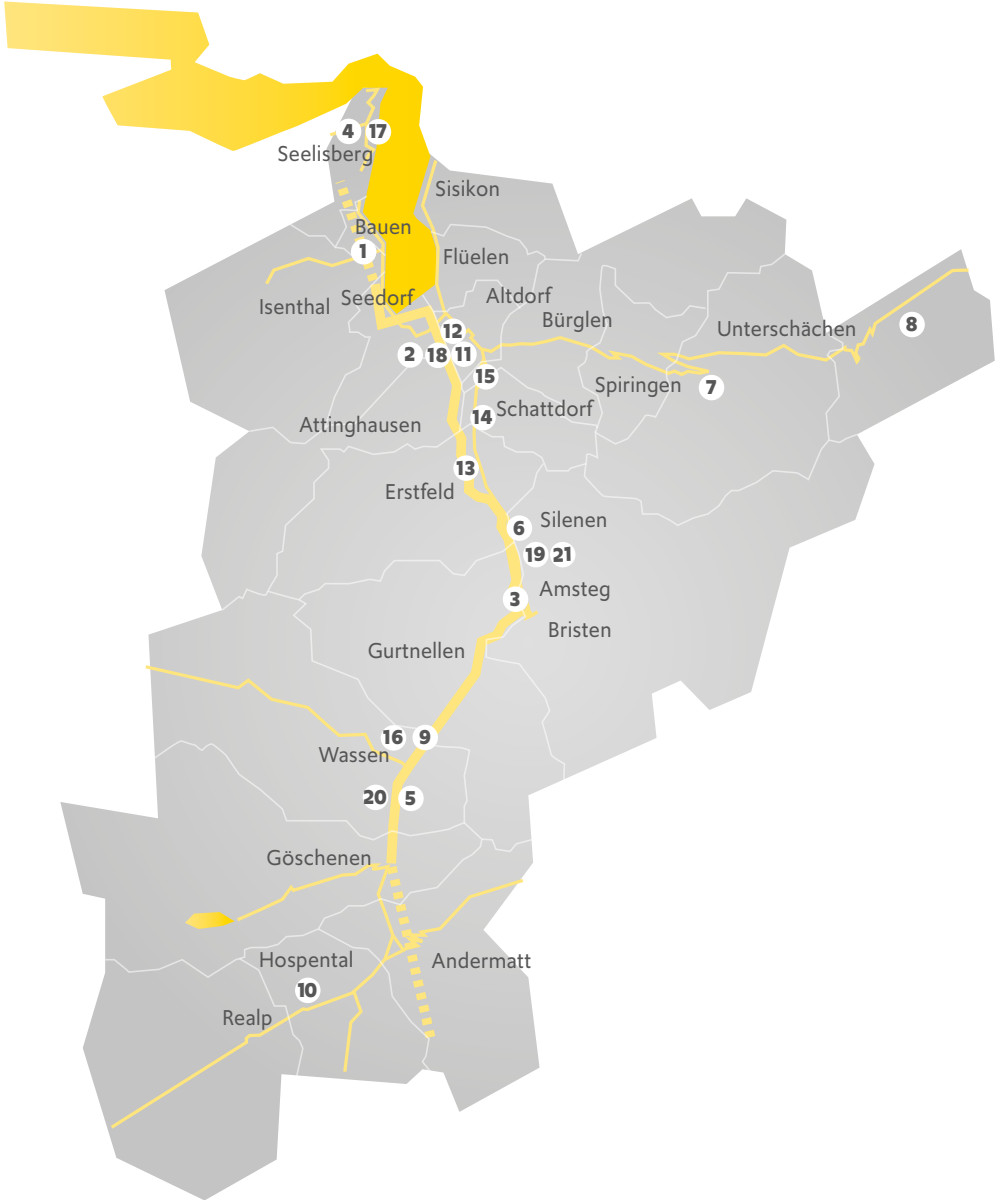 4 17
Seelisberg
Sisikon
Bauen
1
Flüelen
Isenthal
Seedorf
Altdorf
Bürglen
12
2 18 11
Unterschächen
8
15
Spiringen
7
14
Schattdorf
Attinghausen
13
Erstfeld
6
Silenen
19 21
3
Amsteg
Bristen
Gurtnellen
16 9
Wassen
20 5
Göschenen
Hospental
Andermatt
10
Realp